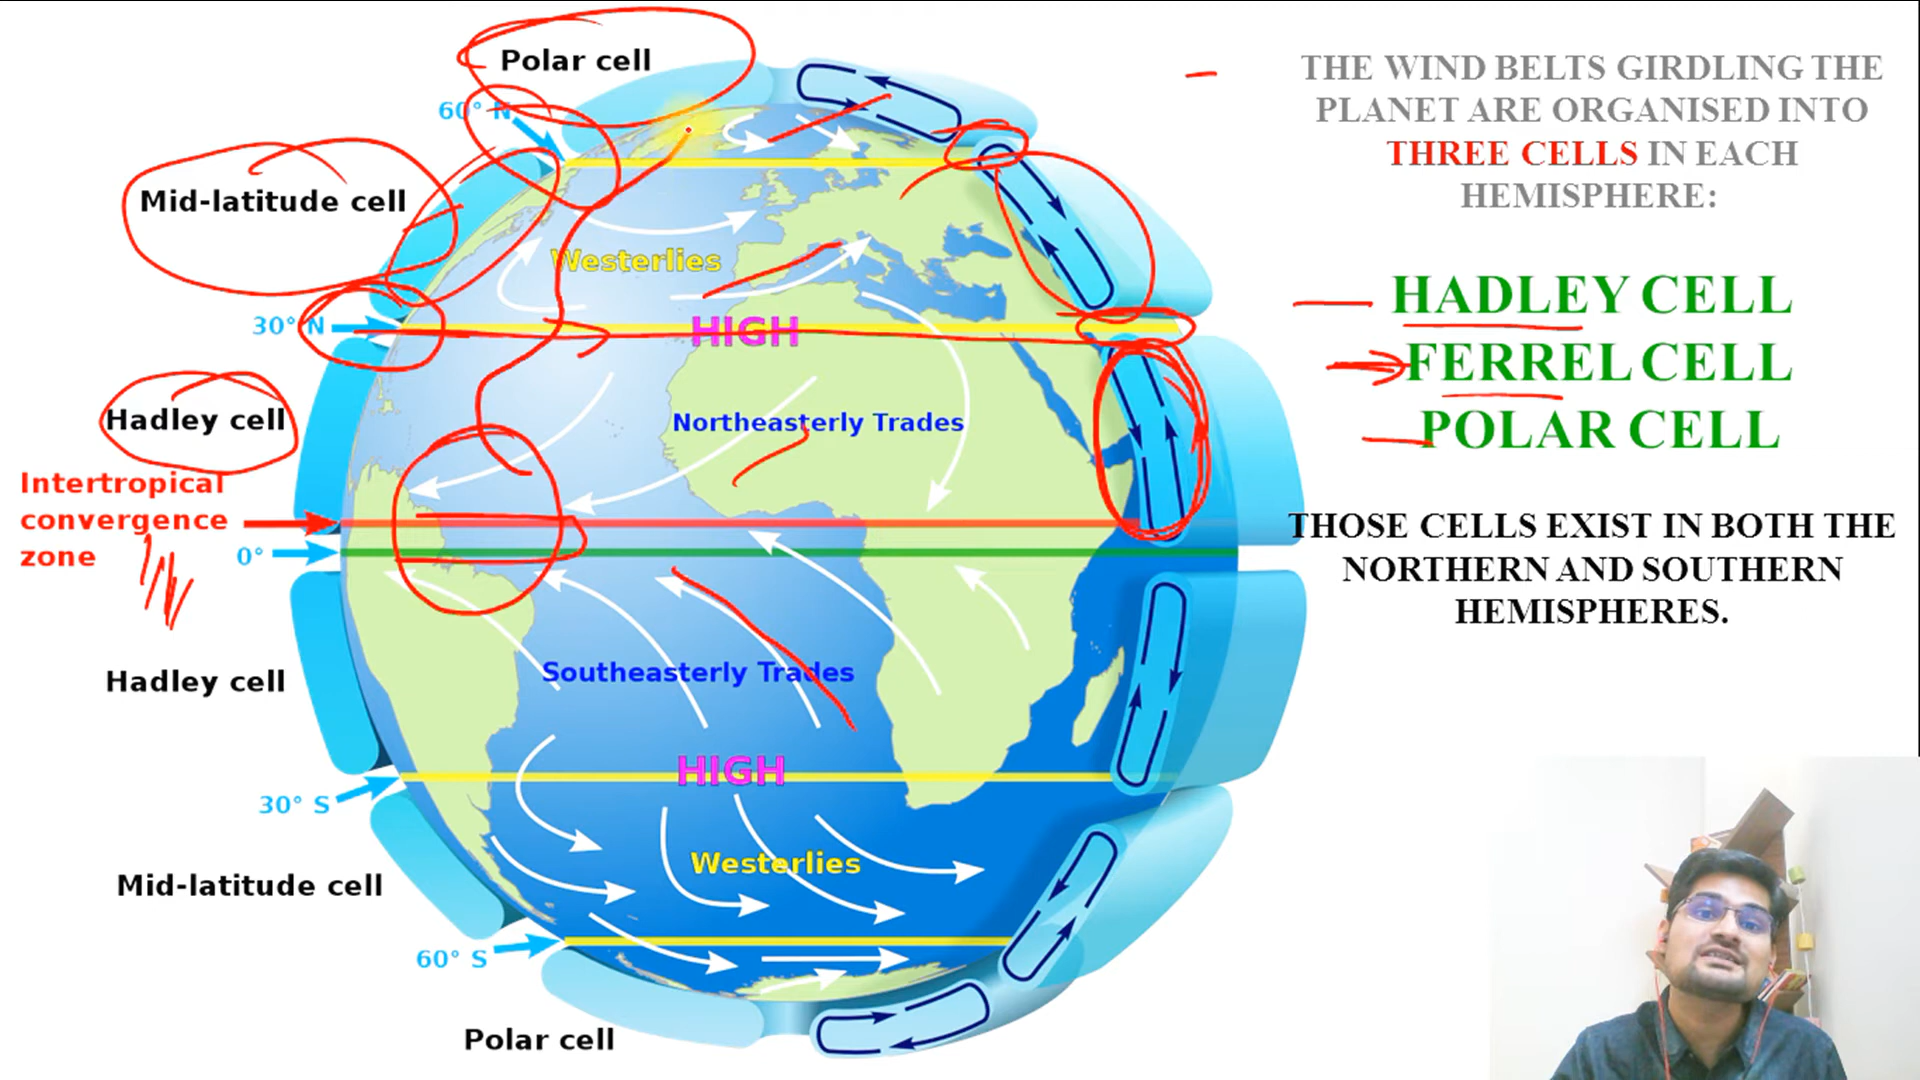 Polar cell
60° N
Mid-latitude cell
Westerlies
30° N
HIGH
Hadley cell
Northeasterly Trades
Intertropical
convergence
zone
0°
Hadley cell
Southeasterly Trades
HIGH
30° S
Mid-latitude cell
Westerlies
60° S
Polar cell
THE WIND BELTS GIRDLING THE
PLANET ARE ORGANISED INTO
THREE CELLS IN EACH
HEMISPHERE:
HADLEY CELL
FERREL CELL
POLAR CELL
THOSE CELLS EXIST IN BOTH THE
NORTHERN AND SOUTHERN
HEMISPHERES.